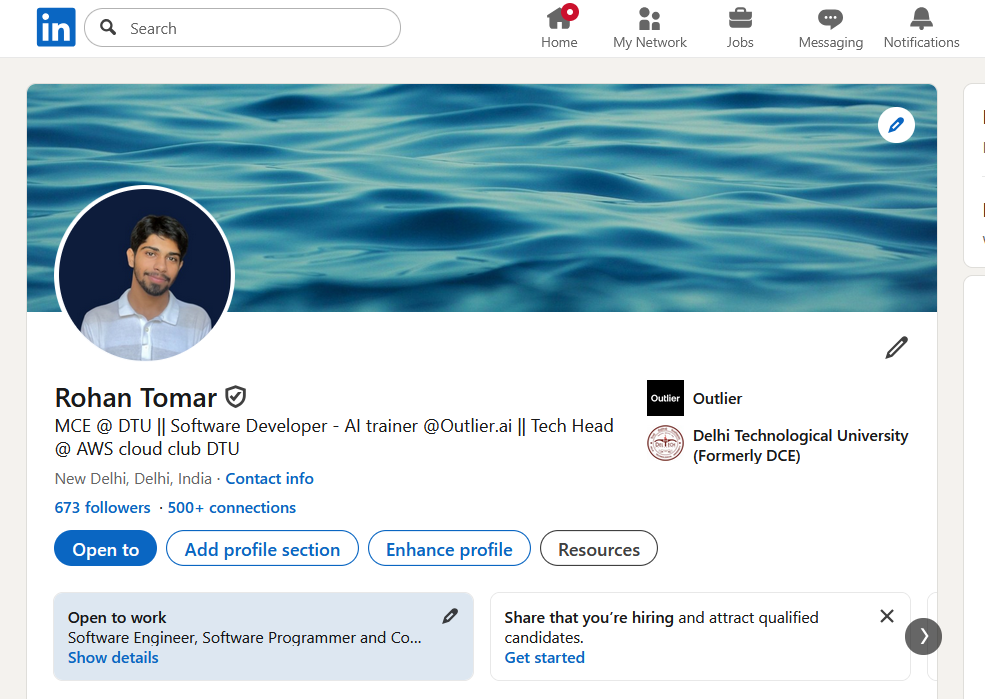 in
Search
Home
My Network
Jobs
Messaging
Notifications
Rohan Tomar
MCE @ DTU || Software Developer - AI trainer @Outlier.ai || Tech Head
@ AWS cloud club DTU
New Delhi, Delhi, India · Contact info
673 followers · 500+ connections
Outlier
Outlier
Delhi Technological University
(Formerly DCE)
Open to
Add profile section
Enhance profile
Resources
Open to work
Software Engineer, Software Programmer and Co...
Show details
Share that you're hiring and attract qualified
candidates.
Get started